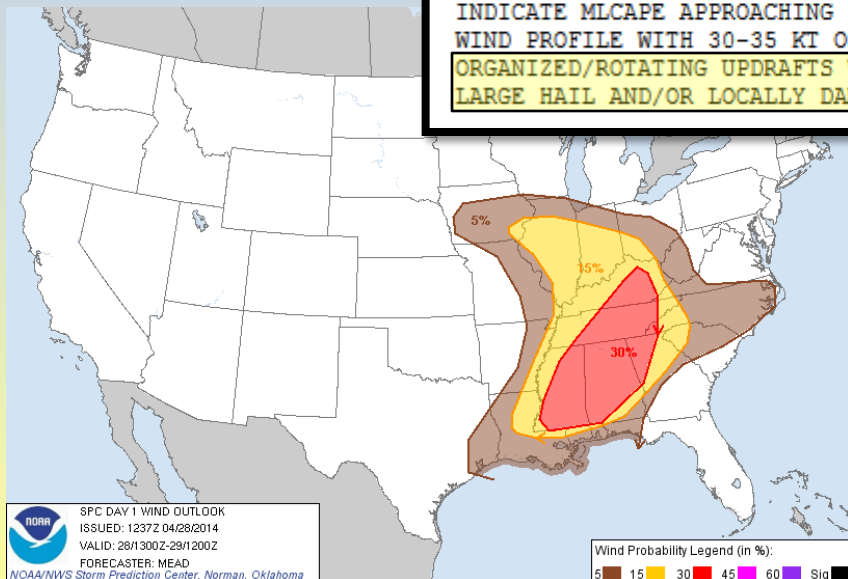 INDICATE MLCAPE APPROACHING
WIND PROFILE WITH 30-35 KT O
ORGANIZED/ROTATING UPDRAFTS
LARGE HAIL AND/OR LOCALLY DA
5%
15%
30%
NOAA
SPC DAY 1 WIND OUTLOOK
ISSUED: 1237Z 04/28/2014
VALID: 28/1300Z-29/1200Z
FORECASTER: MEAD
NOAA/NWS Storm Prediction Center, Norman, Oklahoma
Wind Probability Legend (in %):
5 15 30 45 60 Sig